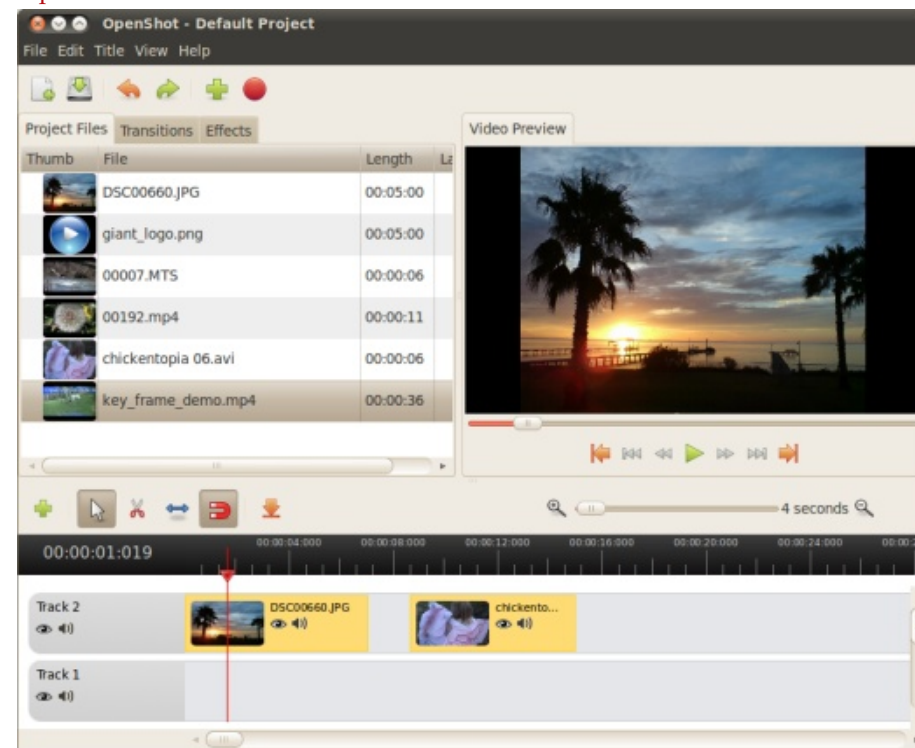 OpenShot - Default Project
File Edit Title View Help
Project Files Transitions Effects
Video Preview
Thumb File Length
DSC00660.JPG 00:05:00
giant_logo.png 00:05:00
00007.MTS 00:00:06
00192.mp4 00:00:11
chickentopia 06.avi 00:00:06
key_frame_demo.mp4 00:00:36
4 seconds
00:00:01:019
00:00:04:000 00:00:08:000 00:00:12:000 00:00:16:000 00:00:20:000 00:00:24:000
Track 2
DSC00660.JPG
chickento...
Track 1